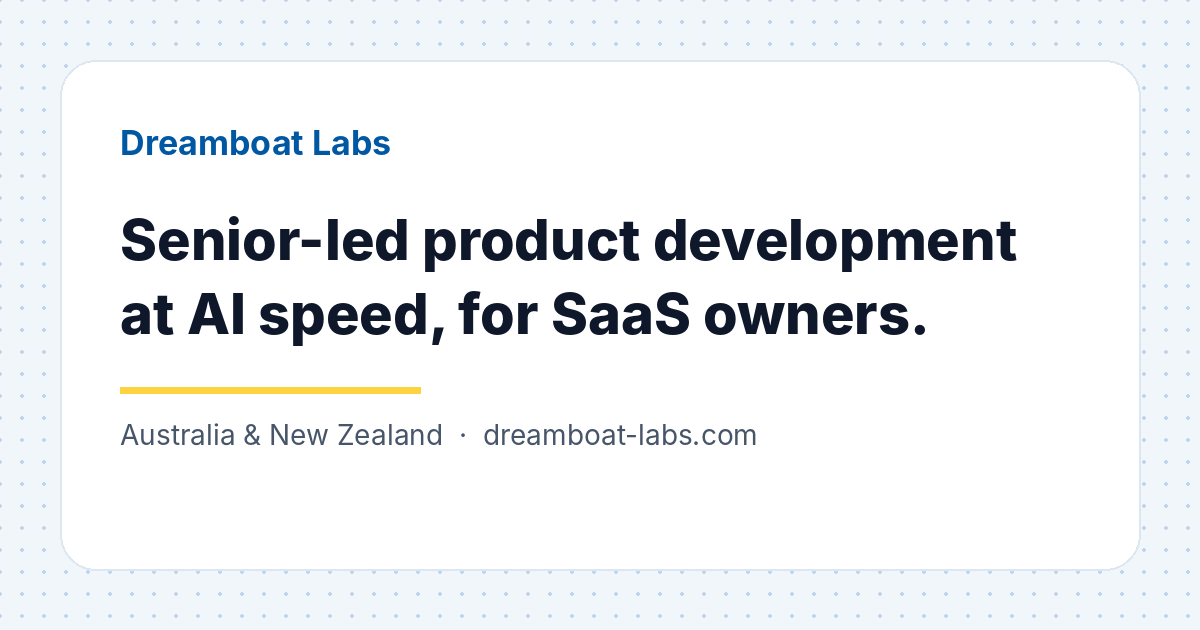 Dreamboat Labs
Senior-led product development
at AI speed, for SaaS owners.
Australia & New Zealand · dreamboat-labs.com